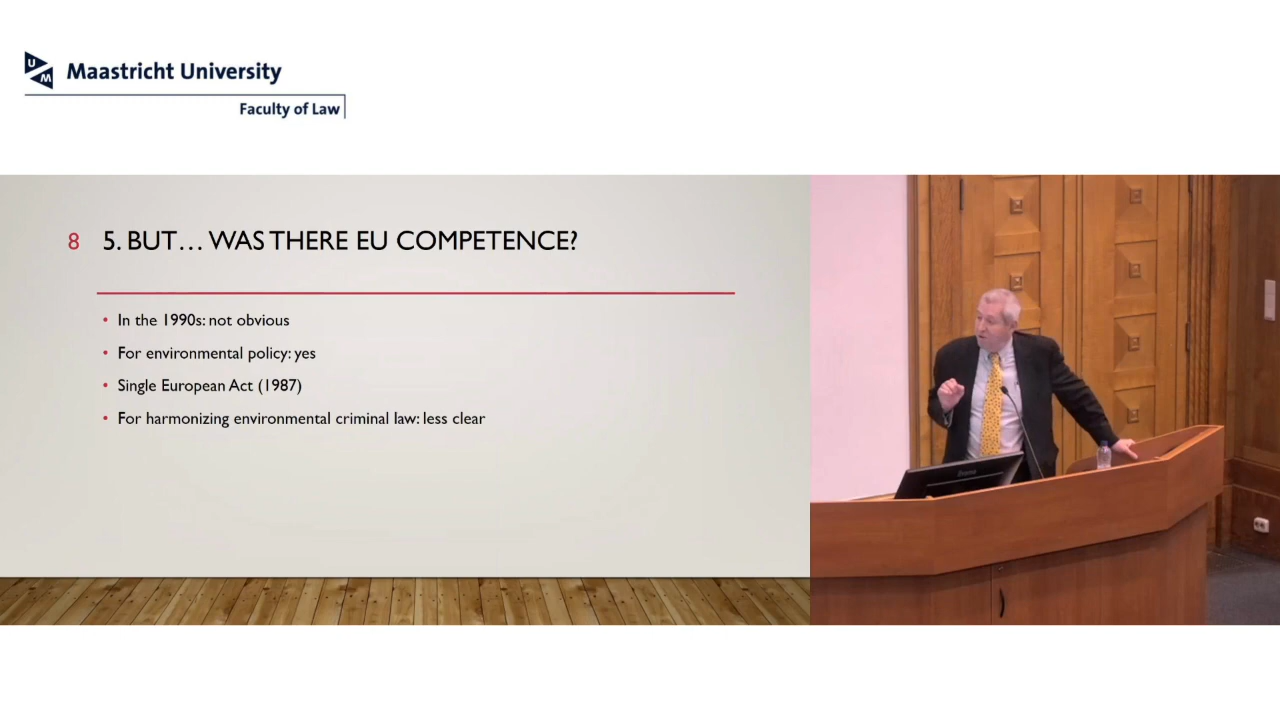 U
M
Maastricht University
Faculty of Law
8 5. BUT... WAS THERE EU COMPETENCE?
• In the 1990s: not obvious
• For environmental policy: yes
• Single European Act (1987)
• For harmonizing environmental criminal law: less clear